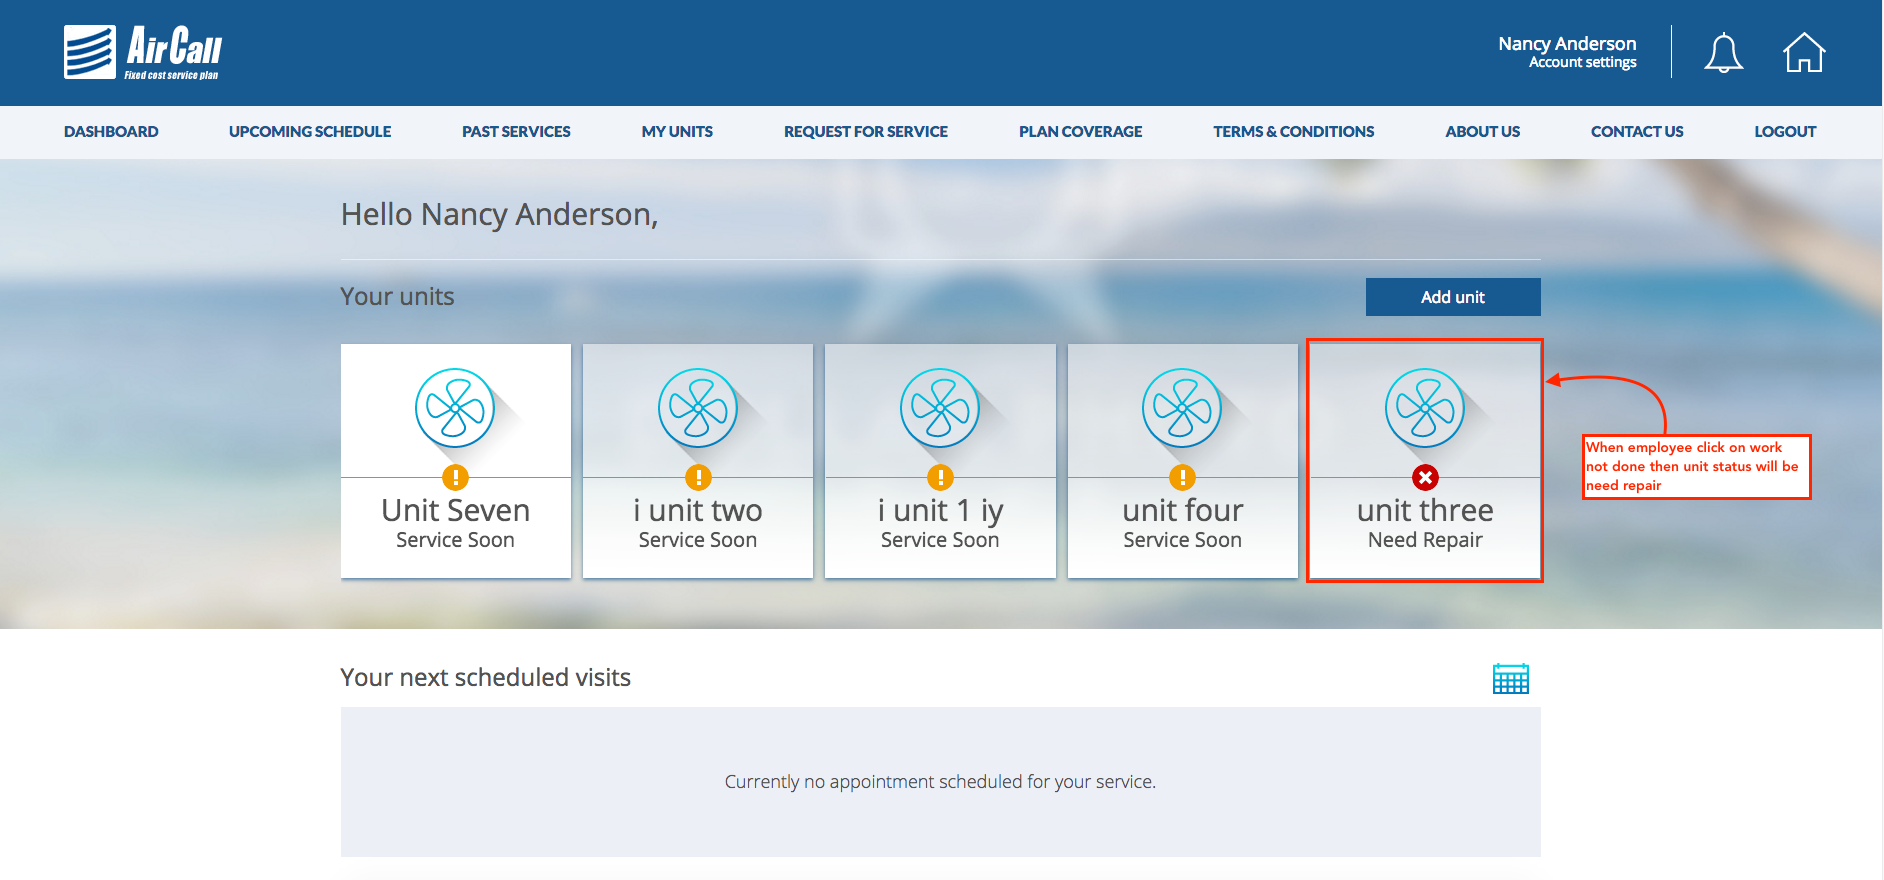 AirCall
Fixed cost service plan
Nancy Anderson
Account settings
DASHBOARD UPCOMING SCHEDULE PAST SERVICES MY UNITS REQUEST FOR SERVICE PLAN COVERAGE TERMS & CONDITIONS ABOUT US CONTACT US LOGOUT
Hello Nancy Anderson,
Your units
Add unit
Unit Seven
Service Soon
i unit two
Service Soon
i unit 1 iy
Service Soon
unit four
Service Soon
unit three
Need Repair
When employee click on work
not done then unit status will be
need repair
Your next scheduled visits
Currently no appointment scheduled for your service.